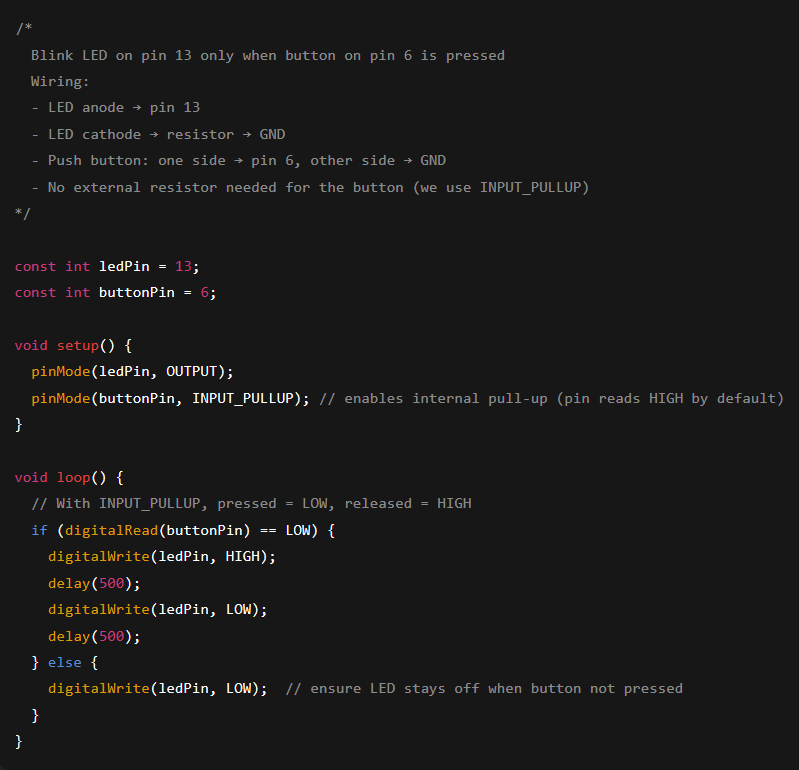 /*
  Blink LED on pin 13 only when button on pin 6 is pressed
  Wiring:
  - LED anode → pin 13
  - LED cathode → resistor → GND
  - Push button: one side → pin 6, other side → GND
  - No external resistor needed for the button (we use INPUT_PULLUP)
*/

const int ledPin = 13;
const int buttonPin = 6;

void setup() {
  pinMode(ledPin, OUTPUT);
  pinMode(buttonPin, INPUT_PULLUP); // enables internal pull-up (pin reads HIGH by default)
}

void loop() {
  // With INPUT_PULLUP, pressed = LOW, released = HIGH
  if (digitalRead(buttonPin) == LOW) {
    digitalWrite(ledPin, HIGH);
    delay(500);
    digitalWrite(ledPin, LOW);
    delay(500);
  } else {
    digitalWrite(ledPin, LOW);  // ensure LED stays off when button not pressed
  }
}